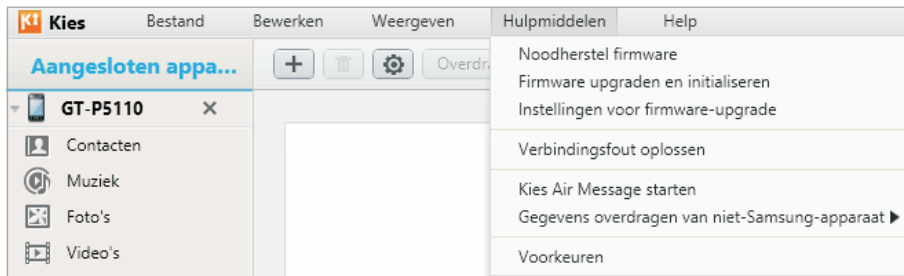 Ki Kies Bestand Bewerken Weergeven Hulpmiddelen Help
Aangesloten appa...
Overdr
GT-P5110
Contacten
Muziek
Foto's
Video's
Noodherstel firmware
Firmware upgraden en initialiseren
Instellingen voor firmware-upgrade
Verbindingsfout oplossen
Kies Air Message starten
Gegevens overdragen van niet-Samsung-apparaat
Voorkeuren